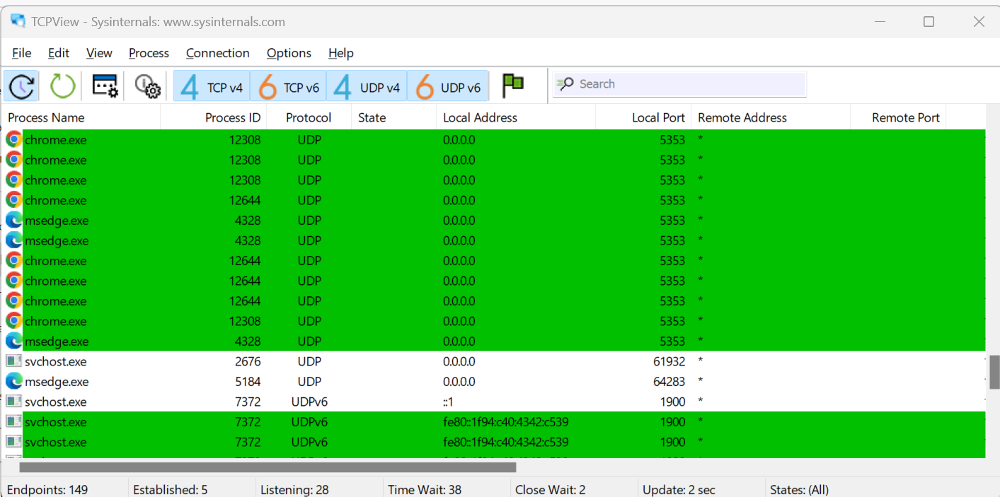 TCPView - Sysinternals: www.sysinternals.com
File Edit View Process Connection Options Help
4 TCP v4 6 TCP v6 4 UDP v4 6 UDP v6 Search
Process Name Process ID Protocol State Local Address Local Port Remote Address Remote Port
chrome.exe 12308 UDP 0.0.0.0 5353 *
chrome.exe 12308 UDP 0.0.0.0 5353 *
chrome.exe 12308 UDP 0.0.0.0 5353 *
chrome.exe 12644 UDP 0.0.0.0 5353 *
msedge.exe 4328 UDP 0.0.0.0 5353 *
msedge.exe 4328 UDP 0.0.0.0 5353 *
chrome.exe 12644 UDP 0.0.0.0 5353 *
chrome.exe 12644 UDP 0.0.0.0 5353 *
chrome.exe 12644 UDP 0.0.0.0 5353 *
chrome.exe 12308 UDP 0.0.0.0 5353 *
msedge.exe 4328 UDP 0.0.0.0 5353 *
svchost.exe 2676 UDP 0.0.0.0 61932 *
msedge.exe 5184 UDP 0.0.0.0 64283 *
svchost.exe 7372 UDPv6 ::1 1900 *
svchost.exe 7372 UDPv6 fe80::1f94:c40:4342:c539 1900 *
svchost.exe 7372 UDPv6 fe80::1f94:c40:4342:c539 1900 *
Endpoints: 149 Established: 5 Listening: 28 Time Wait: 38 Close Wait: 2 Update: 2 sec States: (All)